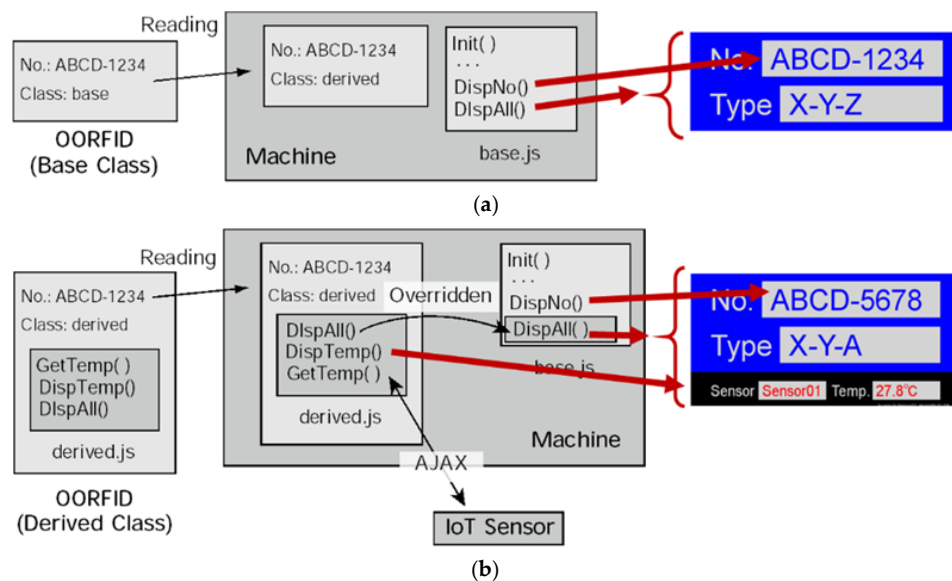 Reading
No.: ABCD-1234
Class: base
OORFID
(Base Class)
No.: ABCD-1234
Class: derived
Machine
Init( )
...
DispNo()
DIspAll()
base.js
No. ABCD-1234
Type X-Y-Z
(a)
Reading
No.: ABCD-1234
Class: derived
GetTemp( )
DispTemp()
DIspAll()
derived.js
OORFID
(Derived Class)
No.: ABCD-1234
Class: derived
DIspAll()
DispTemp()
GetTemp( )
derived.js
Overridden
Init( )
...
DispNo()
DispAll( )
base.js
Machine
AJAX
IoT Sensor
No. ABCD-5678
Type X-Y-A
Sensor Sensor01 Temp. 27.8℃
(b)